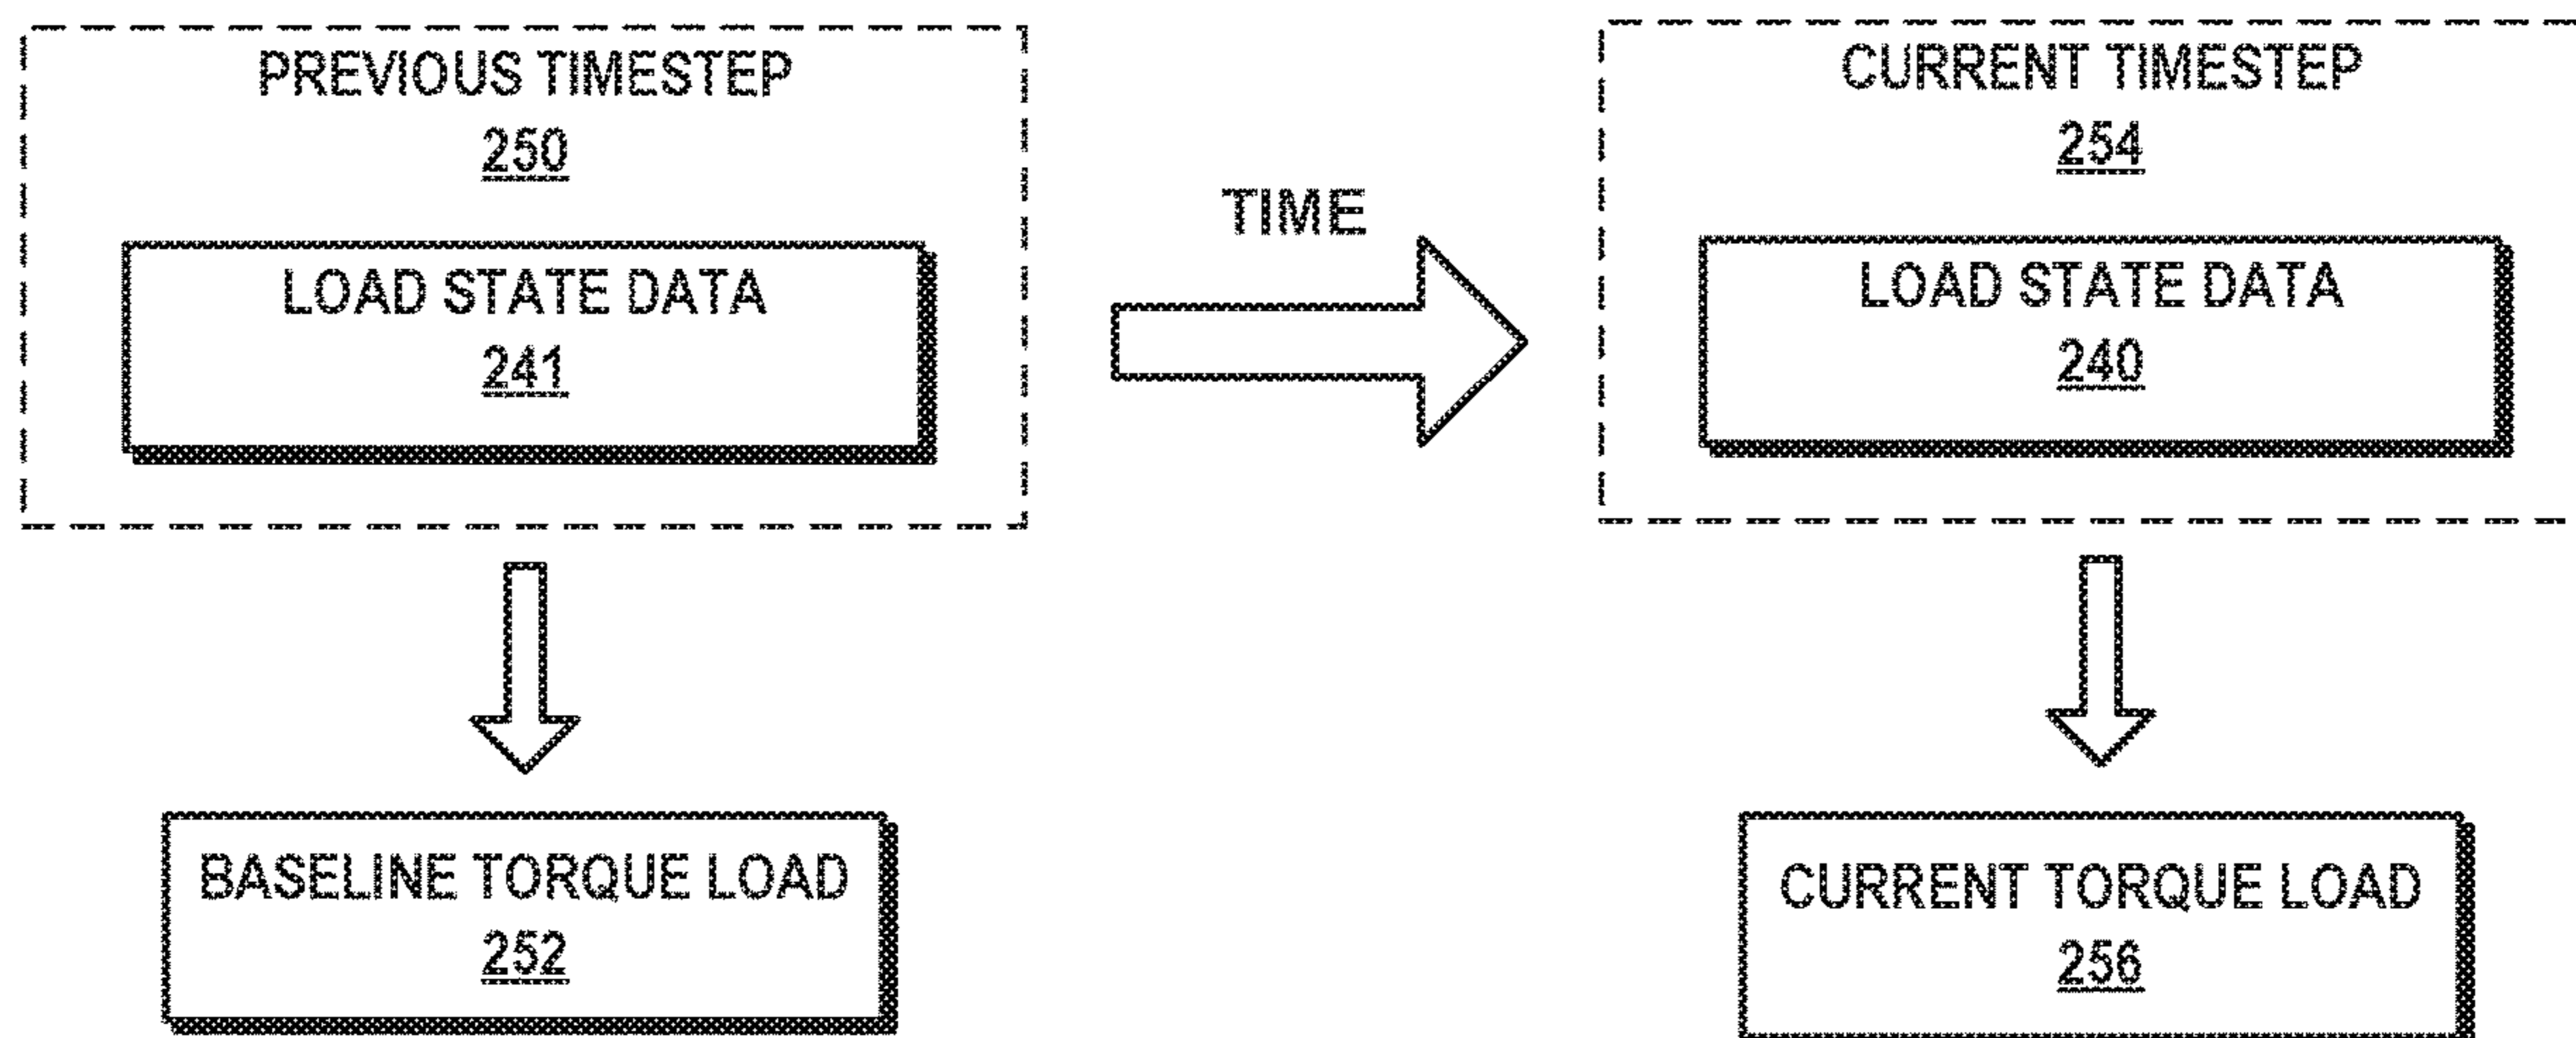 PREVIOUS TIMESTEP
250
LOAD STATE DATA
241
TIME
CURRENT TIMESTEP
254
LOAD STATE DATA
240
BASELINE TORQUE LOAD
252
CURRENT TORQUE LOAD
256